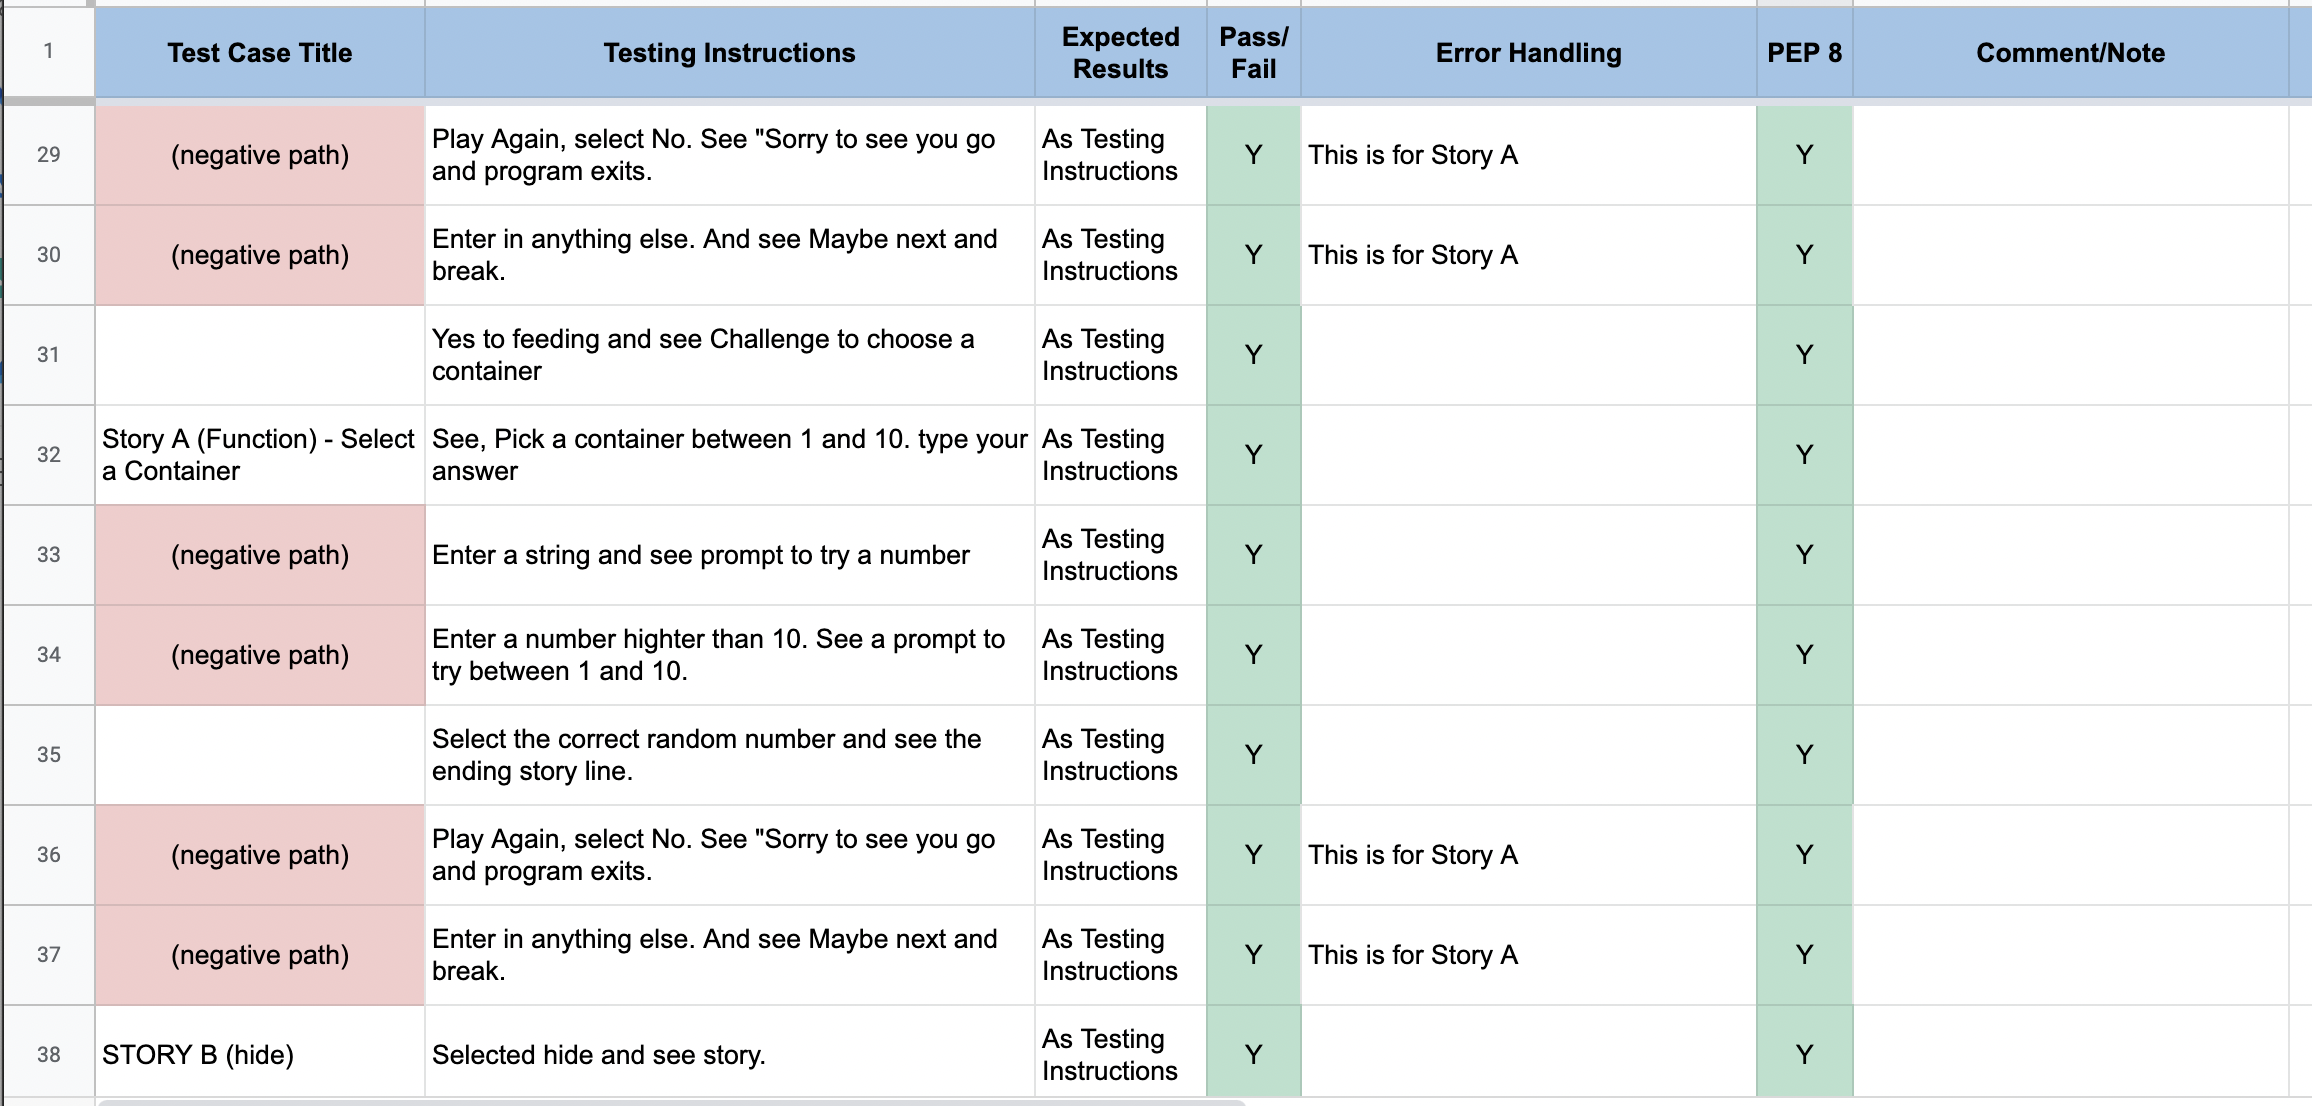 1
Test Case Title
Testing Instructions
Expected
Results
Pass/
Fail
Error Handling
PEP 8
Comment/Note
29
(negative path)
Play Again, select No. See "Sorry to see you go
and program exits.
As Testing
Instructions
Y
This is for Story A
Y
30
(negative path)
Enter in anything else. And see Maybe next and
break.
As Testing
Instructions
Y
This is for Story A
Y
31
Yes to feeding and see Challenge to choose a
container
As Testing
Instructions
Y
Y
32
Story A (Function) - Select
a Container
See, Pick a container between 1 and 10. type your
answer
As Testing
Instructions
Y
Y
33
(negative path)
Enter a string and see prompt to try a number
As Testing
Instructions
Y
Y
34
(negative path)
Enter a number highter than 10. See a prompt to
try between 1 and 10.
As Testing
Instructions
Y
Y
35
Select the correct random number and see the
ending story line.
As Testing
Instructions
Y
Y
36
(negative path)
Play Again, select No. See "Sorry to see you go
and program exits.
As Testing
Instructions
Y
This is for Story A
Y
37
(negative path)
Enter in anything else. And see Maybe next and
break.
As Testing
Instructions
Y
This is for Story A
Y
38
STORY B (hide)
Selected hide and see story.
As Testing
Instructions
Y
Y